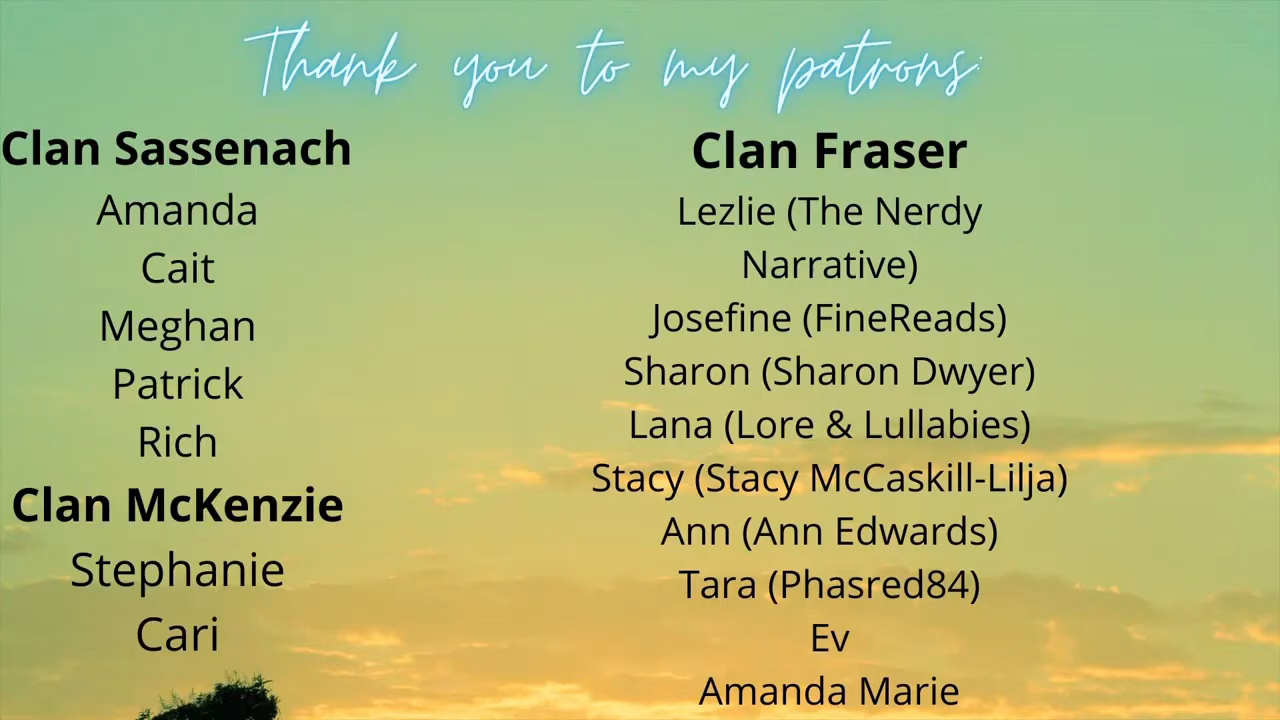 Thank you to my patrons:
Clan Sassenach
Amanda
Cait
Meghan
Patrick
Rich
Clan McKenzie
Stephanie
Cari
Clan Fraser
Lezlie (The Nerdy
Narrative)
Josefine (FineReads)
Sharon (Sharon Dwyer)
Lana (Lore & Lullabies)
Stacy (Stacy McCaskill-Lilja)
Ann (Ann Edwards)
Tara (Phasred84)
Ev
Amanda Marie